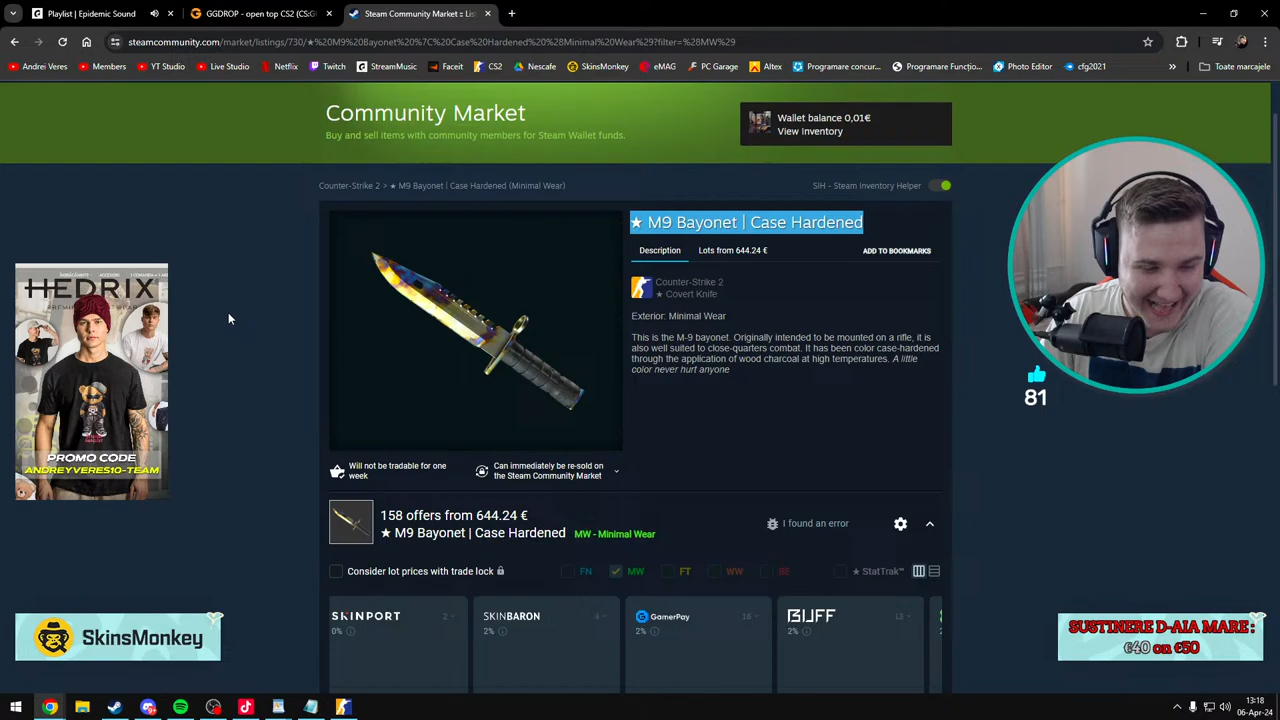 Playlist | Epidemic Sound
GGDROP - open top CS2 (CS:G
Steam Community Market :: Lis
steamcommunity.com/market/listings/730/★%20M9%20Bayonet%20%7C%20Case%20Hardened%20%28Minimal%20Wear%29?filter=%28MW%29
Andrei Veres
Members
YT Studio
Live Studio
Netflix
Twitch
StreamMusic
Faceit
CS2
Nescafe
SkinsMonkey
eMAG
PC Garage
Altex
Programare concur...
Programare Funcțio...
Photo Editor
cfg2021
Toate marcajele
Community Market
Buy and sell items with community members for Steam Wallet funds.
Wallet balance 0,01€
View Inventory
Counter-Strike 2 > ★ M9 Bayonet | Case Hardened (Minimal Wear)
SIH - Steam Inventory Helper
★ M9 Bayonet | Case Hardened
Description
Lots from 644.24 €
ADD TO BOOKMARKS
Counter-Strike 2
★ Covert Knife
Exterior: Minimal Wear
This is the M-9 bayonet. Originally intended to be mounted on a rifle, it
is also well suited to close-quarters combat. It has been color case-hardened
through the application of wood charcoal at high temperatures. A little
color never hurt anyone
HEDRIX
PROMO CODE
ANDREYVERES10-TEAM
81
Will not be tradable for one
week
Can immediately be re-sold on
the Steam Community Market
158 offers from 644.24 €
★ M9 Bayonet | Case Hardened
MW - Minimal Wear
I found an error
Consider lot prices with trade lock
FN
MW
FT
WW
BS
★ StatTrak™
SKINPORT
2
0%
SKINBARON
4
2%
GamerPay
16
2%
BUFF
13
2%
SkinsMonkey
SUSTINERE D-AIA MARE :
€40 on €50
13:18
06-Apr-24